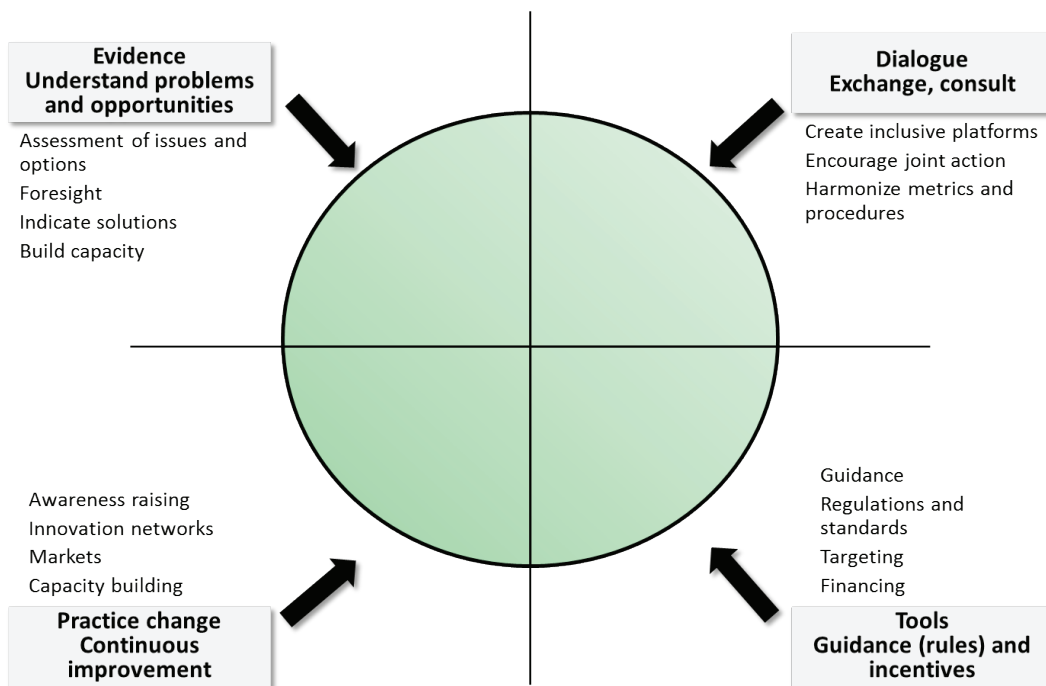 Evidence
Understand problems
and opportunities
Assessment of issues and
options
Foresight
Indicate solutions
Build capacity
Dialogue
Exchange, consult
Create inclusive platforms
Encourage joint action
Harmonize metrics and
procedures
Awareness raising
Innovation networks
Markets
Capacity building
Practice change
Continuous
improvement
Guidance
Regulations and
standards
Targeting
Financing
Tools
Guidance (rules) and
incentives